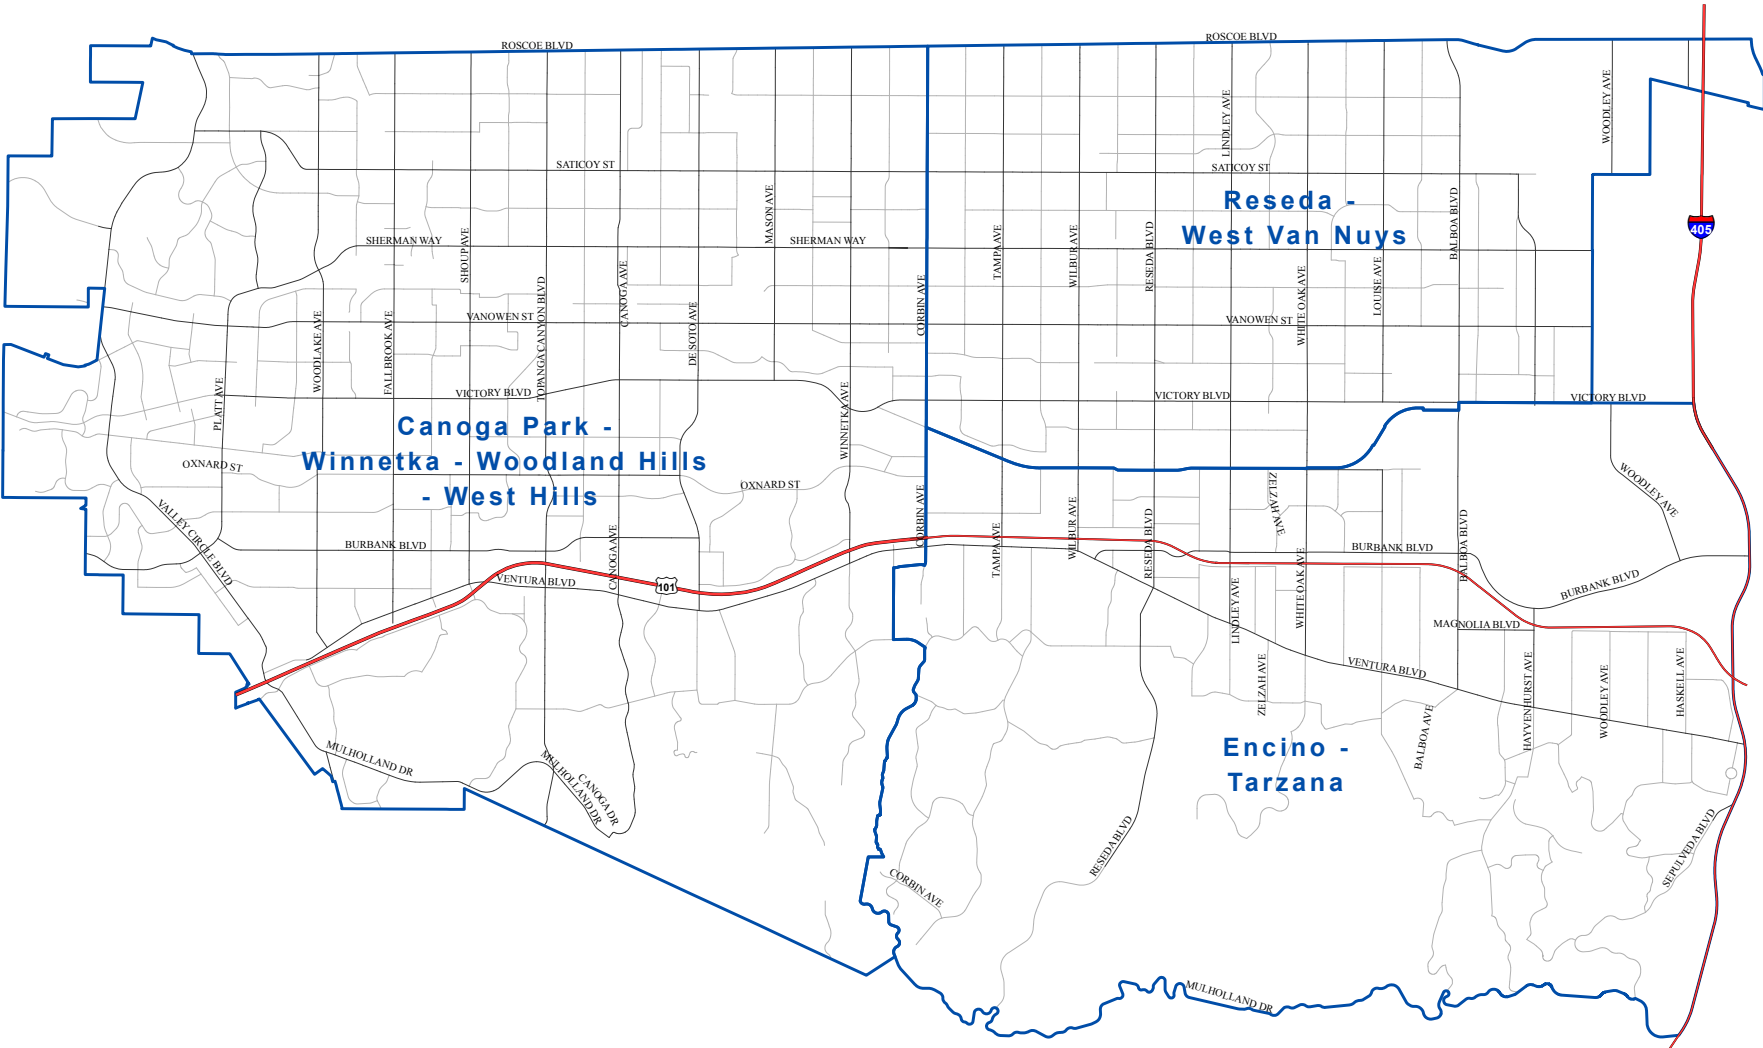 ROSCOE BLVD
ROSCOE BLVD
WOODLEY AVE
LINDLEY AVE
SATICOY ST
SATICOY ST
MASON AVE
Reseda -
West Van Nuys
BALBOA BLVD
405
SHERMAN WAY
SHOUP AVE
SHERMAN WAY
TAMPA AVE
WILBUR AVE
RESEDA BLVD
CANOGA AVE
TOPANGA CANYON BLVD
CORBIN AVE
WHITE OAK AVE
LOUISE AVE
WOODLAKE AVE
FALLBROOK AVE
VANOWEN ST
DE SOTO AVE
VANOWEN ST
PLATT AVE
VICTORY BLVD
WINNETKA AVE
VICTORY BLVD
VICTORY BLVD
Canoga Park -
Winnetka - Woodland Hills
- West Hills
OXNARD ST
OXNARD ST
WOODLEY AVE
ZELZAH AVE
VALLEY CIRCLE BLVD
CORBIN AVE
TAMPA AVE
WILBUR AVE
RESEDA BLVD
BALBOA BLVD
BURBANK BLVD
CANOGA AVE
BURBANK BLVD
VENTURA BLVD
101
BURBANK BLVD
LINDLEY AVE
WHITE OAK AVE
MAGNOLIA BLVD
ZELZAH AVE
VENTURA BLVD
HAYVENHURST AVE
WOODLEY AVE
HASKELL AVE
BALBOA AVE
Encino -
Tarzana
MULHOLLAND DR
MULHOLLAND DR
CANOGA DR
RESEDA BLVD
SEPULVEDA BLVD
CORBIN AVE
MULHOLLAND DR